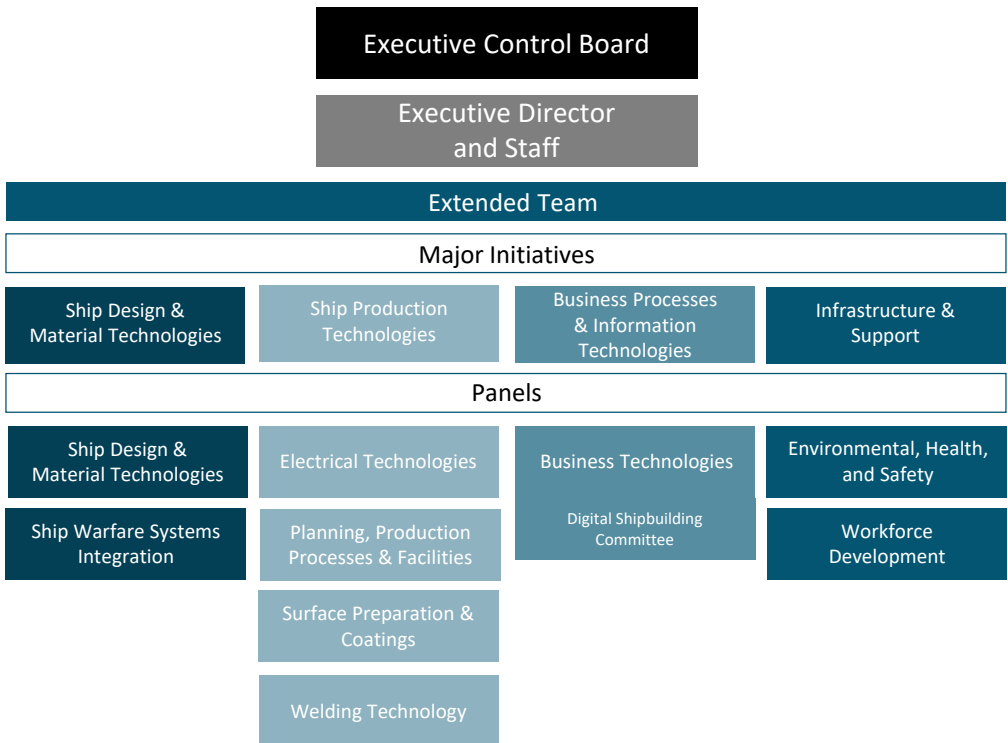 Executive Control Board
Executive Director
and Staff
Extended Team
Major Initiatives
Ship Design &
Material Technologies
Ship Production
Technologies
Business Processes
& Information
Technologies
Infrastructure &
Support
Panels
Ship Design &
Material Technologies
Electrical Technologies
Business Technologies
Environmental, Health,
and Safety
Ship Warfare Systems
Integration
Planning, Production
Processes & Facilities
Digital Shipbuilding
Committee
Workforce
Development
Surface Preparation &
Coatings
Welding Technology